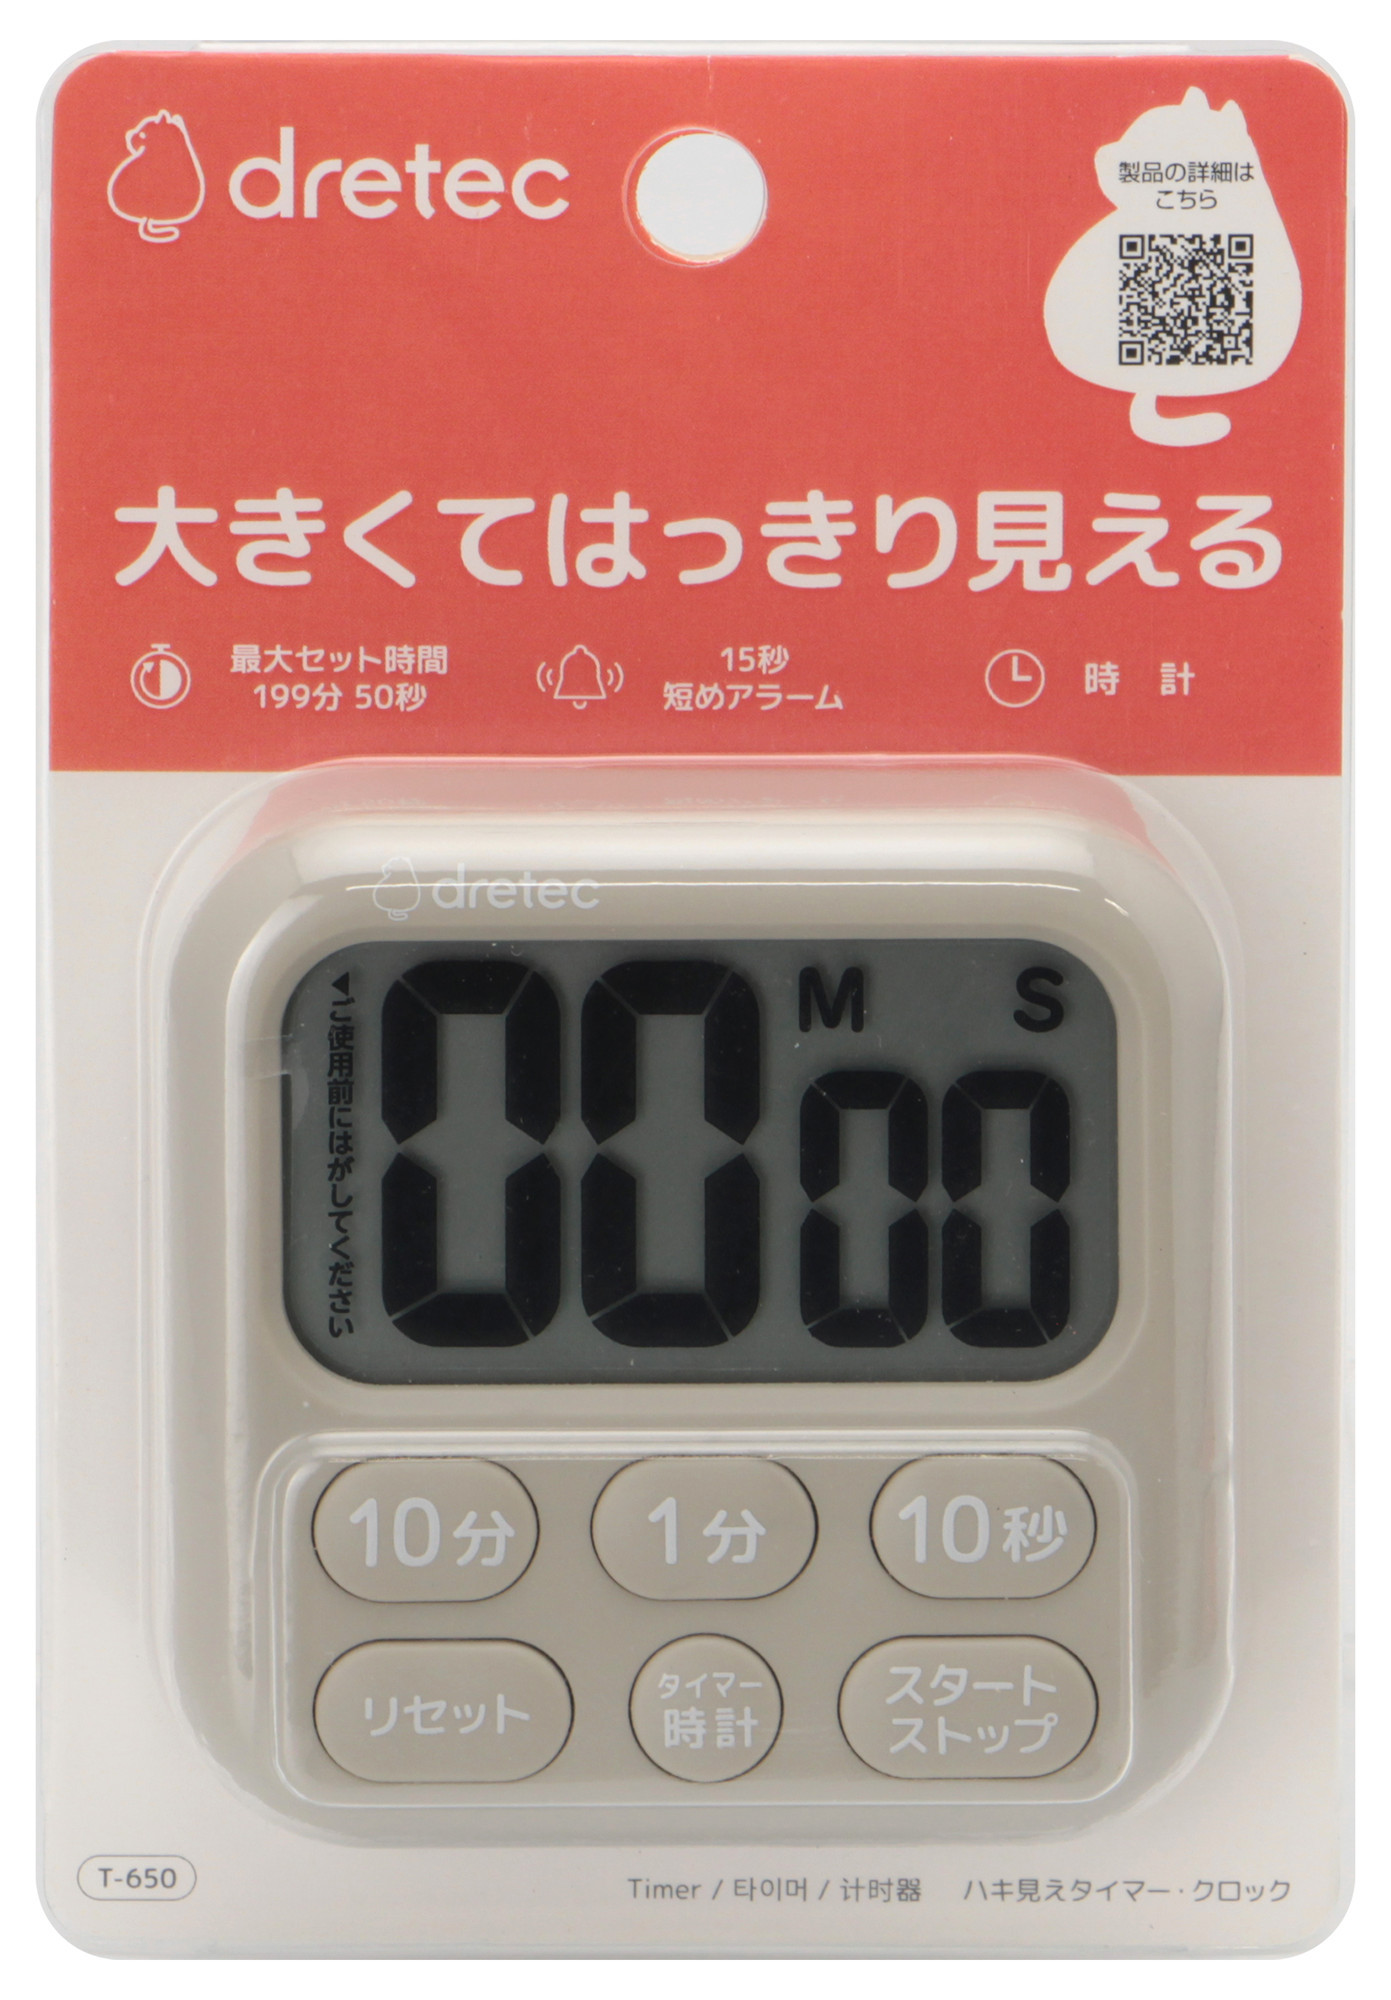 dretec
製品の詳細は
こちら
大きくてはっきり見える
最大セット時間
199分 50秒
15秒
短めアラーム
時 計
dretec
M S
00 00
▲ご使用前にはがしてください
10分 1分 10秒
リセット
タイマー
時計
スタート
ストップ
T-650
Timer / 타이머 / 计时器 ハキ見えタイマー・クロック